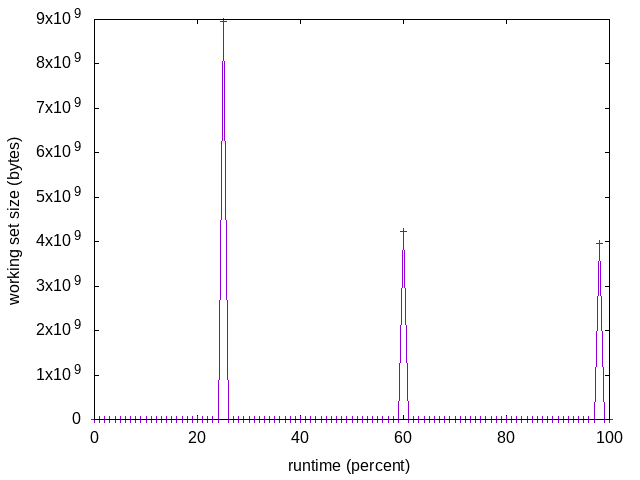 9x10^9
8x10^9
7x10^9
6x10^9
5x10^9
4x10^9
3x10^9
2x10^9
1x10^9
0
working set size (bytes)
0 20 40 60 80 100
runtime (percent)